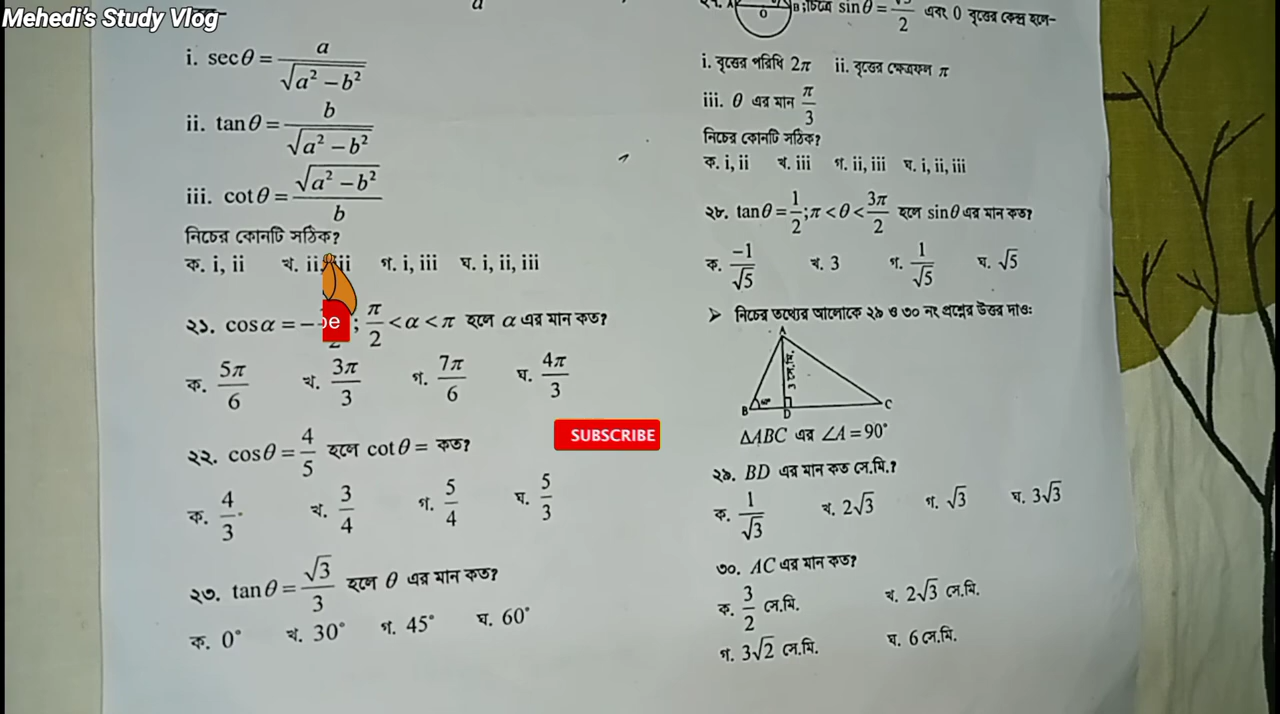 Mehedi's Study Vlog
a
i. secθ = a/√(a² − b²)
ii. tanθ = b/√(a² − b²)
iii. cotθ = √(a² − b²)/b
নিচের কোনটি সঠিক?
ক. i, ii খ. ii, iii গ. i, iii ঘ. i, ii, iii
২১. cosα = − ; π/2 < α < π হলে α এর মান কত?
ক. 5π/6 খ. 3π/3 গ. 7π/6 ঘ. 4π/3
SUBSCRIBE
২২. cosθ = 4/5 হলে cotθ = কত?
ক. 4/3 খ. 3/4 গ. 5/4 ঘ. 5/3
২৩. tanθ = √3/3 হলে θ এর মান কত?
ক. 0° খ. 30° গ. 45° ঘ. 60°
O B; চিত্রে sinθ = /2 এবং O বৃত্তের কেন্দ্র হলে-
i. বৃত্তের পরিধি 2π ii. বৃত্তের ক্ষেত্রফল π
iii. θ এর মান π/3
নিচের কোনটি সঠিক?
ক. i, ii খ. iii গ. ii, iii ঘ. i, ii, iii
২৮. tanθ = 1/2; π < θ < 3π/2 হলে sinθ এর মান কত?
ক. −1/√5 খ. 3 গ. 1/√5 ঘ. √5
➤ নিচের তথ্যের আলোকে ২৯ ও ৩০ নং প্রশ্নের উত্তর দাও:
A
3 সে.মি.
B 60° D C
ΔABC এর ∠A = 90°
২৯. BD এর মান কত সে.মি.?
ক. 1/√3 খ. 2√3 গ. √3 ঘ. 3√3
৩০. AC এর মান কত?
ক. 3/2 সে.মি. খ. 2√3 সে.মি.
গ. 3√2 সে.মি. ঘ. 6 সে.মি.